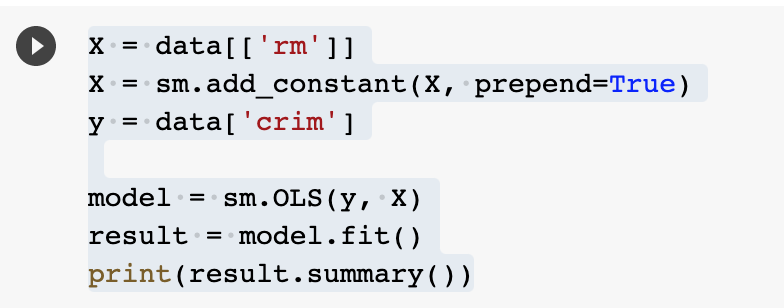 X = data[['rm']]
X = sm.add_constant(X, prepend=True)
y = data['crim']
model = sm.OLS(y, X)
result = model.fit()
print(result.summary())